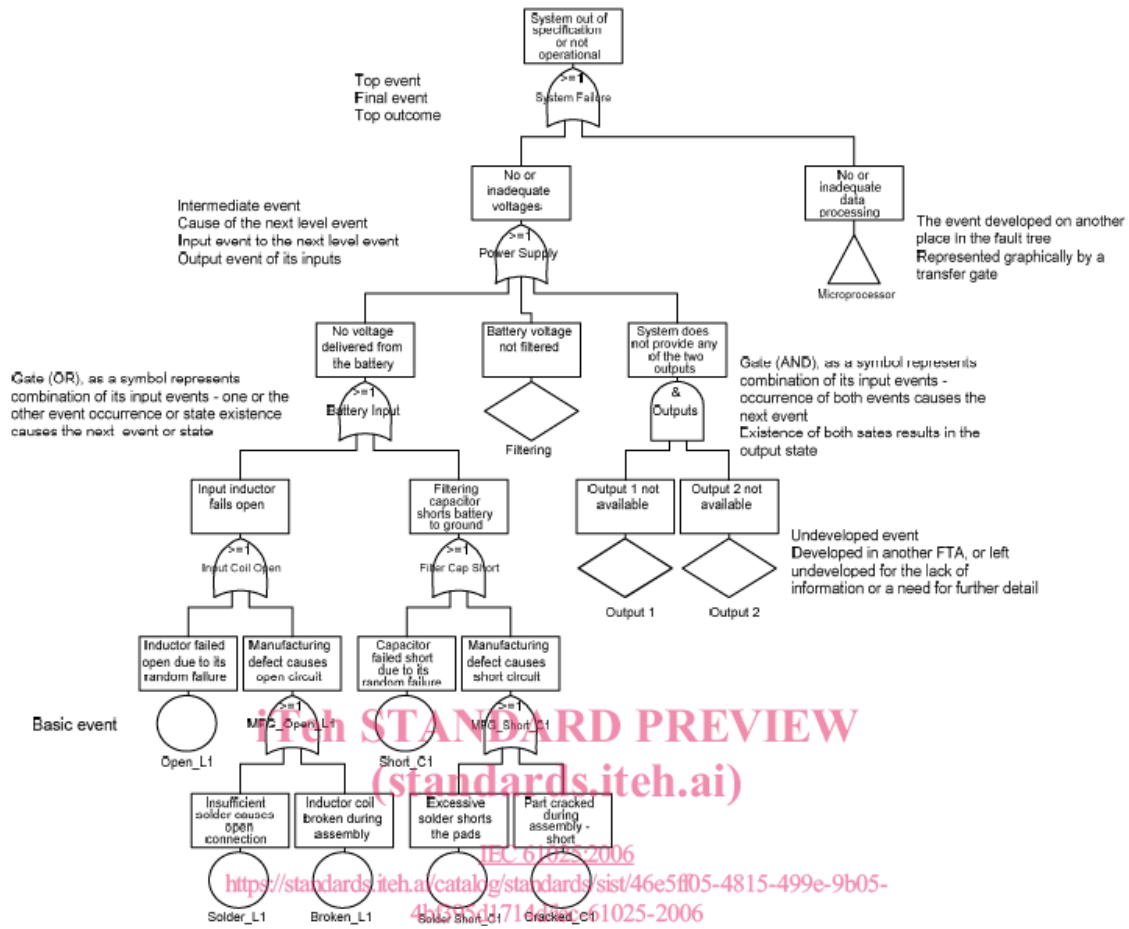 System out of
specification
or not
operational
>=1
System Failure
Top event
Final event
Top outcome
No or
inadequate
voltages-
No or
inadequate
data
processing
Intermediate event
Cause of the next level event
Input event to the next level event
Output event of its inputs
>=1
Power Supply
The event developed on another
place In the fault tree
Represented graphically by a
transfer gate
Microprocessor
No voltage
delivered from
the battery
Battery voltage
not filtered
System does
not provide any
of the two
outputs
Gate (OR), as a symbol represents
combination of its input events - one or the
other event occurrence or state existence
causes the next event or state
>=1
Battery Input
Filtering
&
Outputs
Gate (AND), as a symbol represents
combination of its input events -
occurrence of both events causes the
next event
Existence of both sates results in the
output state
Input inductor
fails open
Filtering
capacitor
shorts battery
to ground
Output 1 not
available
Output 2 not
available
>=1
Input Coil Open
>=1
Filter Cap Short
Output 1
Output 2
Undeveloped event
Developed in another FTA, or left
undeveloped for the lack of
information or a need for further detail
Inductor failed
open due to its
random failure
Manufacturing
defect causes
open circuit
Capacitor
failed short
due to its
random failure
Manufacturing
defect causes
short circuit
Basic event
Open_L1
>=1
MFG_Open_L1
Short_C1
>=1
MFG_Short_C1
iTeh STANDARD PREVIEW
(standards.iteh.ai)
Insufficient
solder causes
open
connection
Inductor coil
broken during
assembly
Excessive
solder shorts
the pads
Part cracked
during
assembly -
short
IEC 61025:2006
https://standards.iteh.ai/catalog/standards/sist/46e5ff05-4815-499e-9b05-
61025-2006
Solder_L1
Broken_L1
Solder Short_C1
Cracked_C1